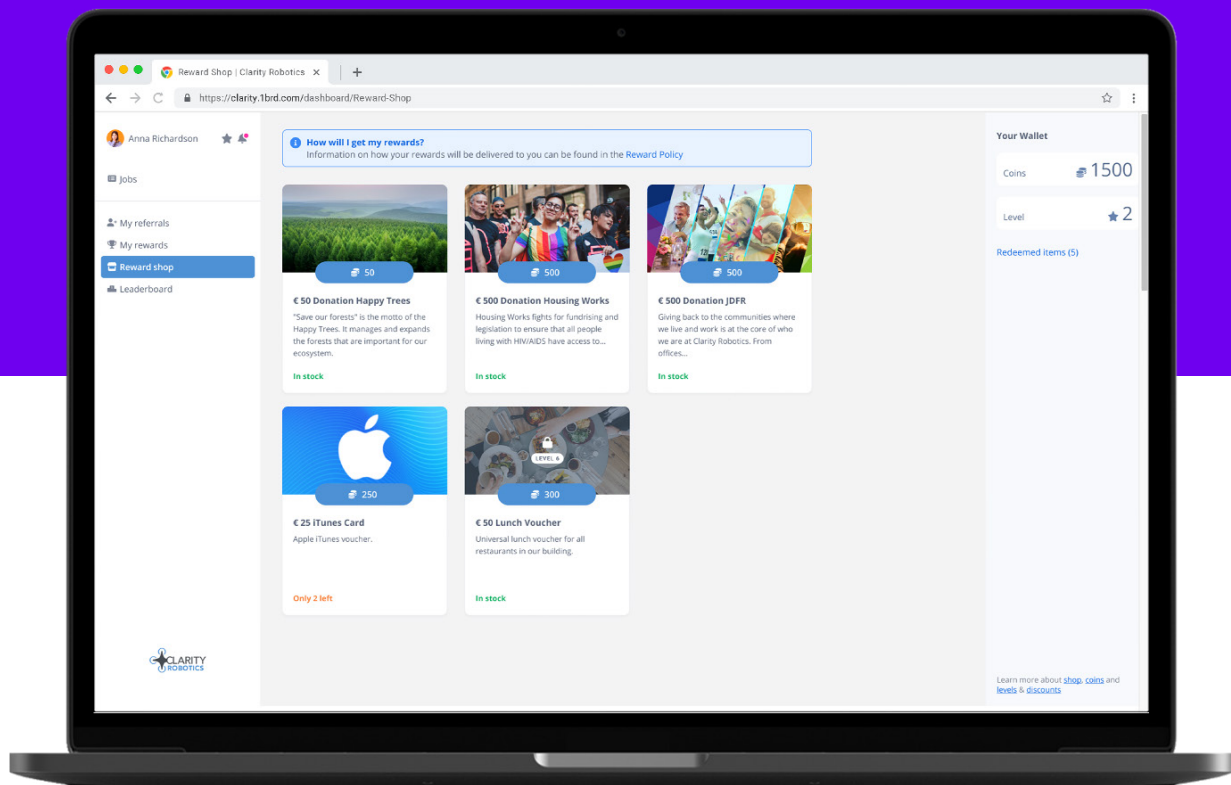 Reward Shop | Clarity Robotics
https://clarity.1brd.com/dashboard/Reward-Shop
Anna Richardson
Jobs
My referrals
My rewards
Reward shop
Leaderboard
CLARITY
ROBOTICS
How will I get my rewards?
Information on how your rewards will be delivered to you can be found in the Reward Policy
50
€ 50 Donation Happy Trees
"Save our forests" is the motto of the
Happy Trees. It manages and expands
the forests that are important for our
ecosystem.
In stock
500
€ 500 Donation Housing Works
Housing Works fights for fundrising and
legislation to ensure that all people
living with HIV/AIDS have access to...
In stock
500
€ 500 Donation JDFR
Giving back to the communities where
we live and work is at the core of who
we are at Clarity Robotics. From
offices...
In stock
250
€ 25 iTunes Card
Apple iTunes voucher.
Only 2 left
LEVEL 6
300
€ 50 Lunch Voucher
Universal lunch voucher for all
restaurants in our building.
In stock
Your Wallet
Coins 1500
Level 2
Redeemed items (5)
Learn more about shop, coins and
levels & discounts